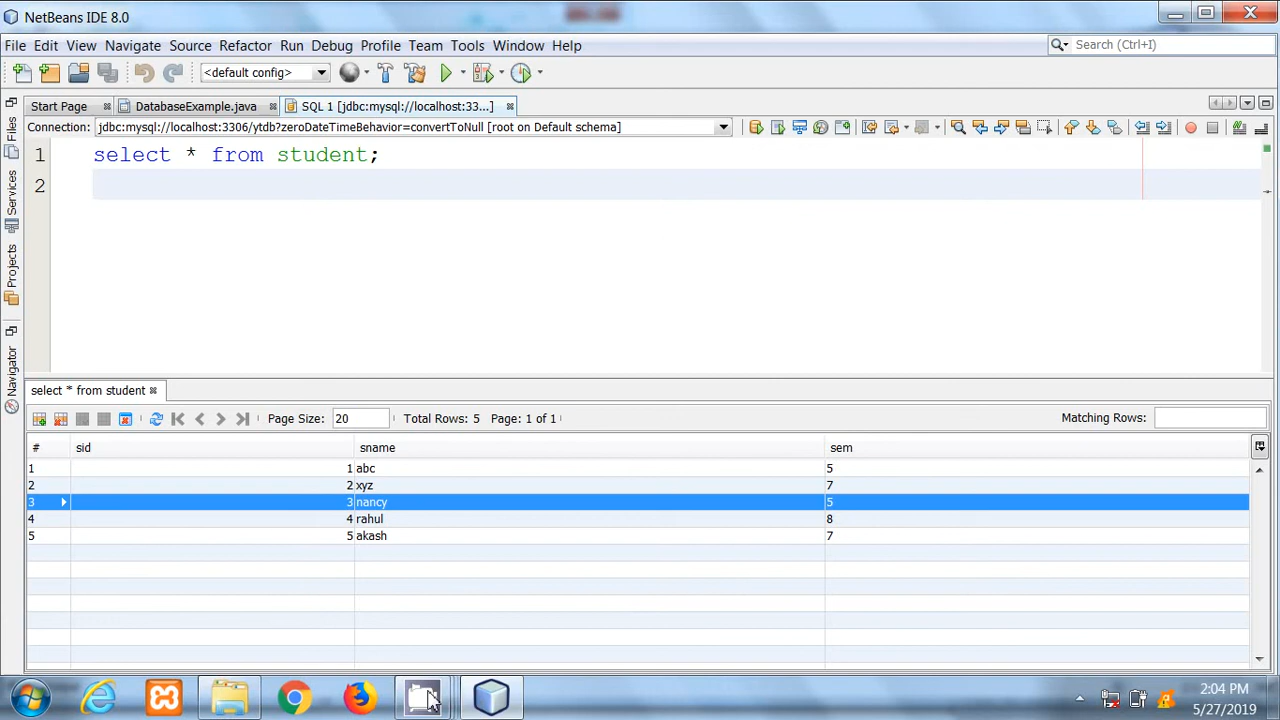 NetBeans IDE 8.0
File Edit View Navigate Source Refactor Run Debug Profile Team Tools Window Help
Search (Ctrl+I)
<default config>
Start Page
DatabaseExample.java
SQL 1 [jdbc:mysql://localhost:33...]
Connection: jdbc:mysql://localhost:3306/ytdb?zeroDateTimeBehavior=convertToNull [root on Default schema]
1 select * from student;
2
Files
Services
Projects
Navigator
select * from student
Page Size: 20 Total Rows: 5 Page: 1 of 1 Matching Rows:
# sid sname sem
1 1 abc 5
2 2 xyz 7
3 3 nancy 5
4 4 rahul 8
5 5 akash 7
2:04 PM
5/27/2019